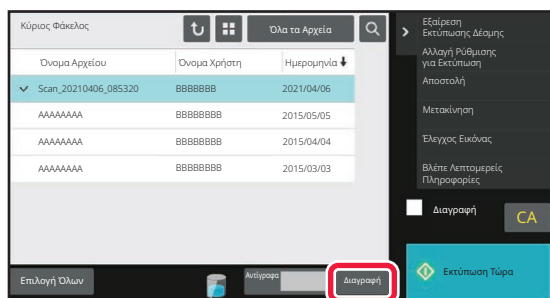 Κύριος Φάκελος
Όλα τα Αρχεία
Όνομα Αρχείου Όνομα Χρήστη Ημερομηνία
Scan_20210406_085320 BBBBBBB 2021/04/06
AAAAAAAA BBBBBBBB 2015/05/05
AAAAAAAA BBBBBBBB 2015/04/04
AAAAAAAA BBBBBBBB 2015/03/03
Επιλογή Όλων
Αντίγραφα
Διαγραφή
Εξαίρεση
Εκτύπωσης Δέσμης
Αλλαγή Ρύθμισης
για Εκτύπωση
Αποστολή
Μετακίνηση
Έλεγχος Εικόνας
Βλέπε Λεπτομερείς
Πληροφορίες
Διαγραφή
CA
Εκτύπωση Τώρα